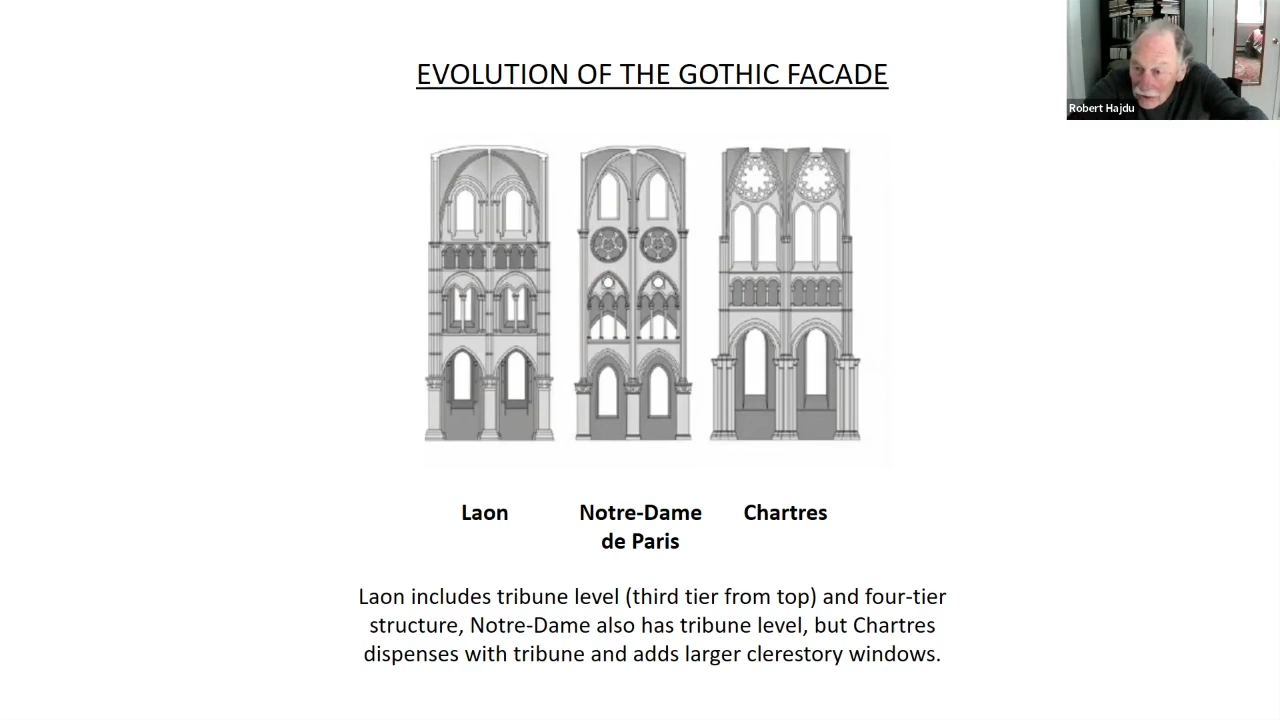 EVOLUTION OF THE GOTHIC FACADE
Robert Hajdu
Laon
Notre-Dame
de Paris
Chartres
Laon includes tribune level (third tier from top) and four-tier
structure, Notre-Dame also has tribune level, but Chartres
dispenses with tribune and adds larger clerestory windows.